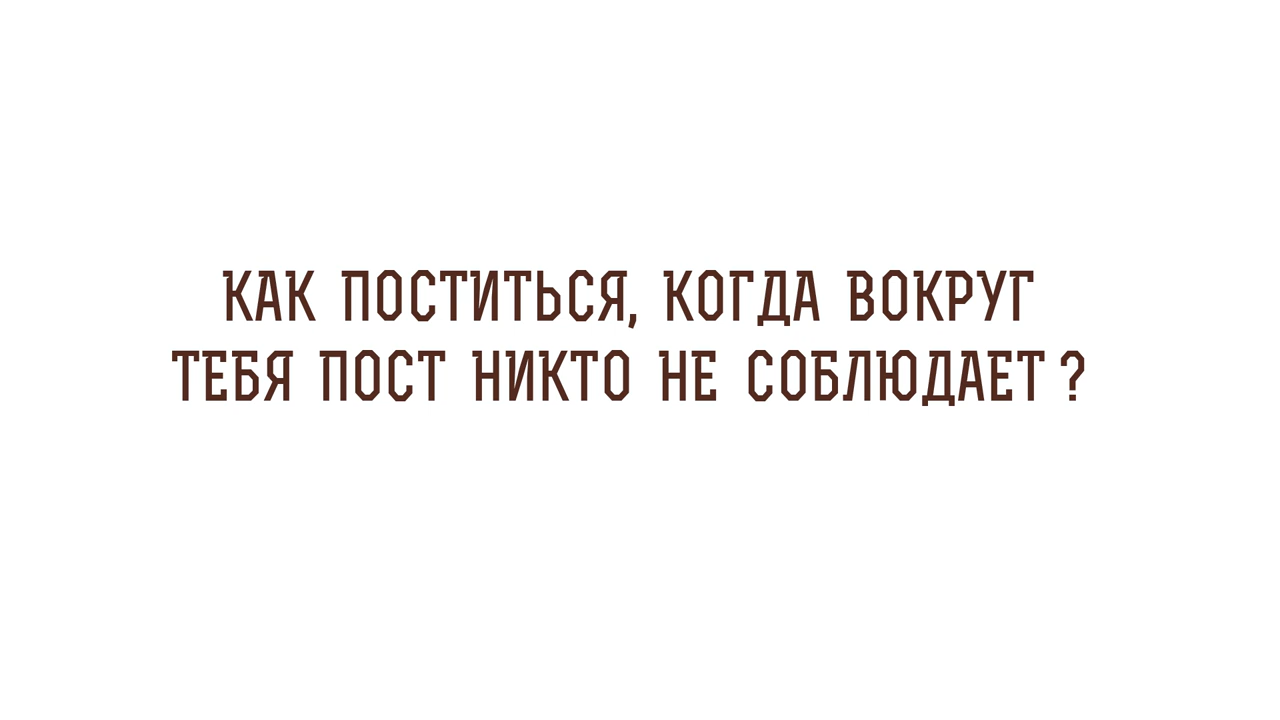 КАК ПОСТИТЬСЯ, КОГДА ВОКРУГ
ТЕБЯ ПОСТ НИКТО НЕ СОБЛЮДАЕТ ?